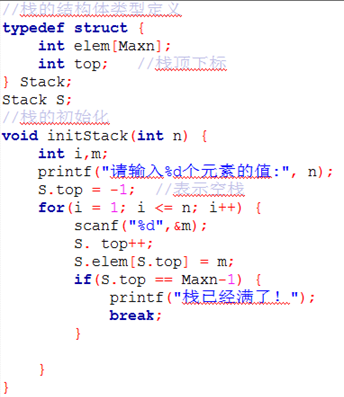 //栈的结构体类型定义
typedef struct {
    int elem[Maxn];
    int top;   //栈顶下标
} Stack;
Stack S;
//栈的初始化
void initStack(int n) {
    int i,m;
    printf("请输入%d个元素的值:", n);
    S.top = -1;  //表示空栈
    for(i = 1; i <= n; i++) {
        scanf("%d",&m);
        S. top++;
        S.elem[S.top] = m;
        if(S.top == Maxn-1) {
            printf("栈已经满了! ");
            break;
        }
    }
}